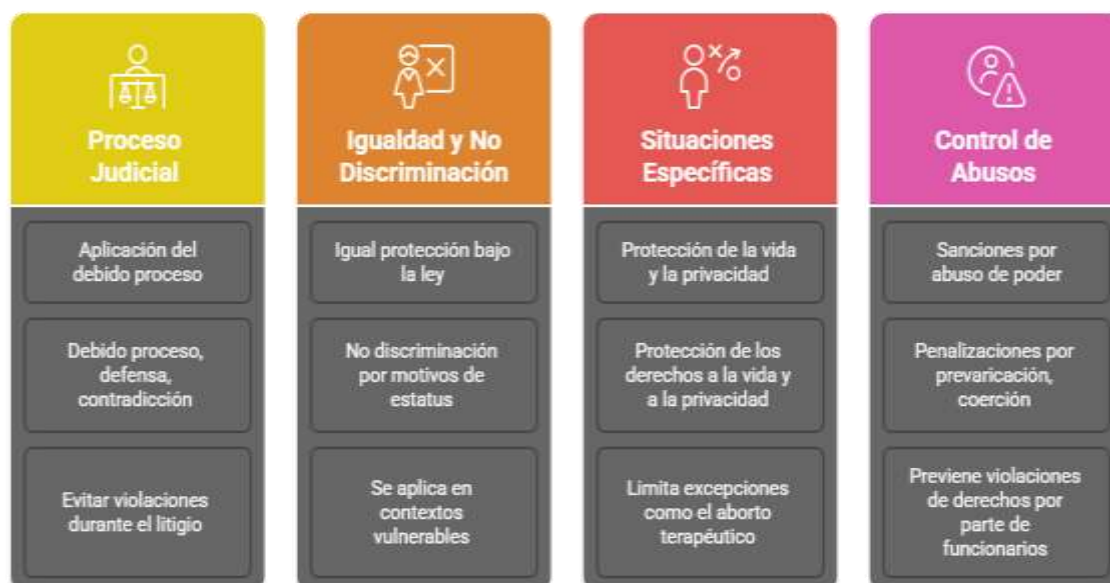 Proceso
Judicial
Aplicación del
debido proceso
Debido proceso,
defensa,
contradicción
Evitar violaciones
durante el litigio
Igualdad y No
Discriminación
Igual protección bajo
la ley
No discriminación
por motivos de
estatus
Se aplica en
contextos
vulnerables
Situaciones
Específicas
Protección de la vida
y la privacidad
Protección de los
derechos a la vida y
a la privacidad
Limita excepciones
como el aborto
terapéutico
Control de
Abusos
Sanciones por
abuso de poder
Penalizaciones por
prevaricación,
coerción
Previene violaciones
de derechos por
parte de
funcionarios